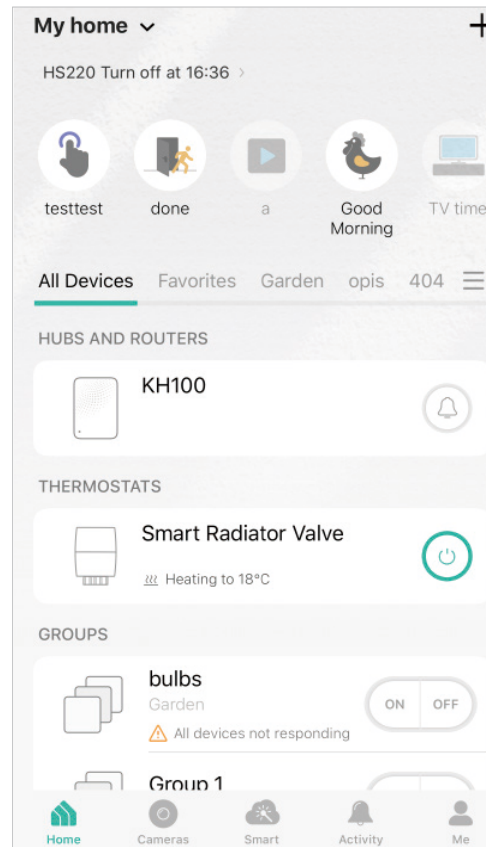 My home
HS220 Turn off at 16:36
testtest
done
a
Good
Morning
TV time
All Devices Favorites Garden opis 404
HUBS AND ROUTERS
KH100
THERMOSTATS
Smart Radiator Valve
Heating to 18°C
GROUPS
bulbs
Garden
ON OFF
All devices not responding
Group 1
Home Cameras Smart Activity Me